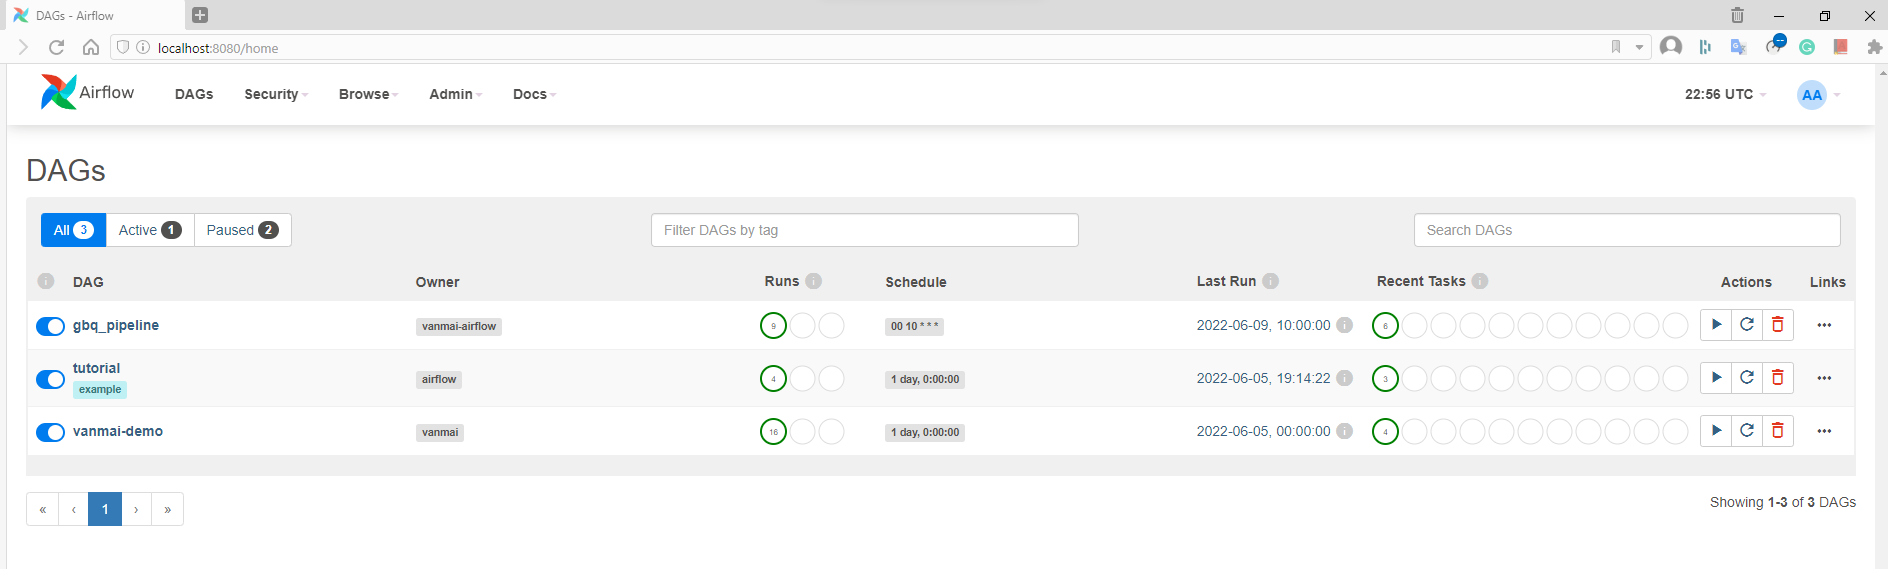 DAGs - Airflow
localhost:8080/home
Airflow DAGs Security Browse Admin Docs 22:56 UTC AA
DAGs
All 3 Active 1 Paused 2 Filter DAGs by tag Search DAGs
i DAG Owner Runs i Schedule Last Run i Recent Tasks i Actions Links
gbq_pipeline vanmai-airflow 9 00 10 * * * 2022-06-09, 10:00:00 i 6
tutorial
example airflow 4 1 day, 0:00:00 2022-06-05, 19:14:22 i 3
vanmai-demo vanmai 16 1 day, 0:00:00 2022-06-05, 00:00:00 i 4
« ‹ 1 › » Showing 1-3 of 3 DAGs